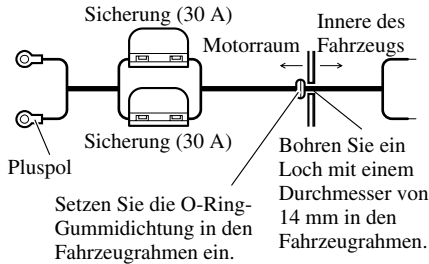 Sicherung (30 A)
Motorraum
Innere des
Fahrzeugs
Sicherung (30 A)
Pluspol
Setzen Sie die O-Ring-
Gummidichtung in den
Fahrzeugrahmen ein.
Bohren Sie ein
Loch mit einem
Durchmesser von
14 mm in den
Fahrzeugrahmen.